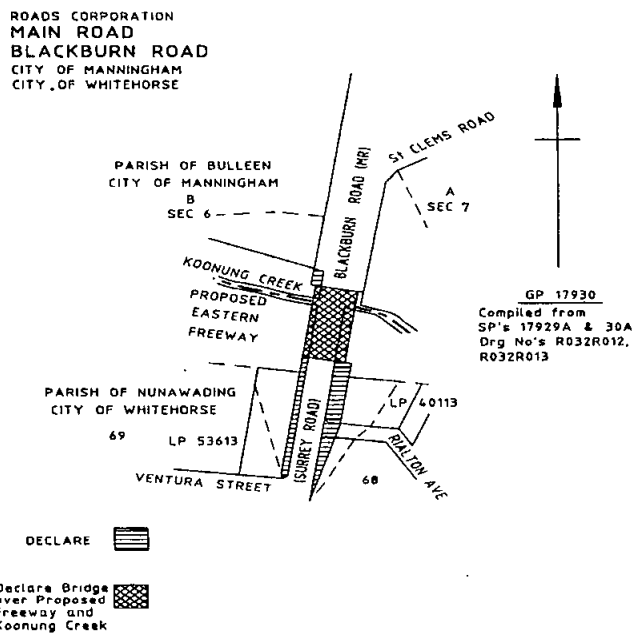 ROADS CORPORATION
MAIN ROAD
BLACKBURN ROAD
CITY OF MANNINGHAM
CITY OF WHITEHORSE
St CLEMS ROAD
PARISH OF BULLEEN
CITY OF MANNINGHAM
B
SEC 6
BLACKBURN ROAD (MR)
A
SEC 7
KOONUNG CREEK
PROPOSED
EASTERN
FREEWAY
GP 17930
Compiled from
SP's 17929A & 30A
Drg No's R032R012,
R032R013
PARISH OF NUNAWADING
CITY OF WHITEHORSE
69
LP 53613
(SURREY ROAD)
LP 40113
RIALTON AVE
68
VENTURA STREET
DECLARE
Declare Bridge
over Proposed
Freeway and
Koonung Creek